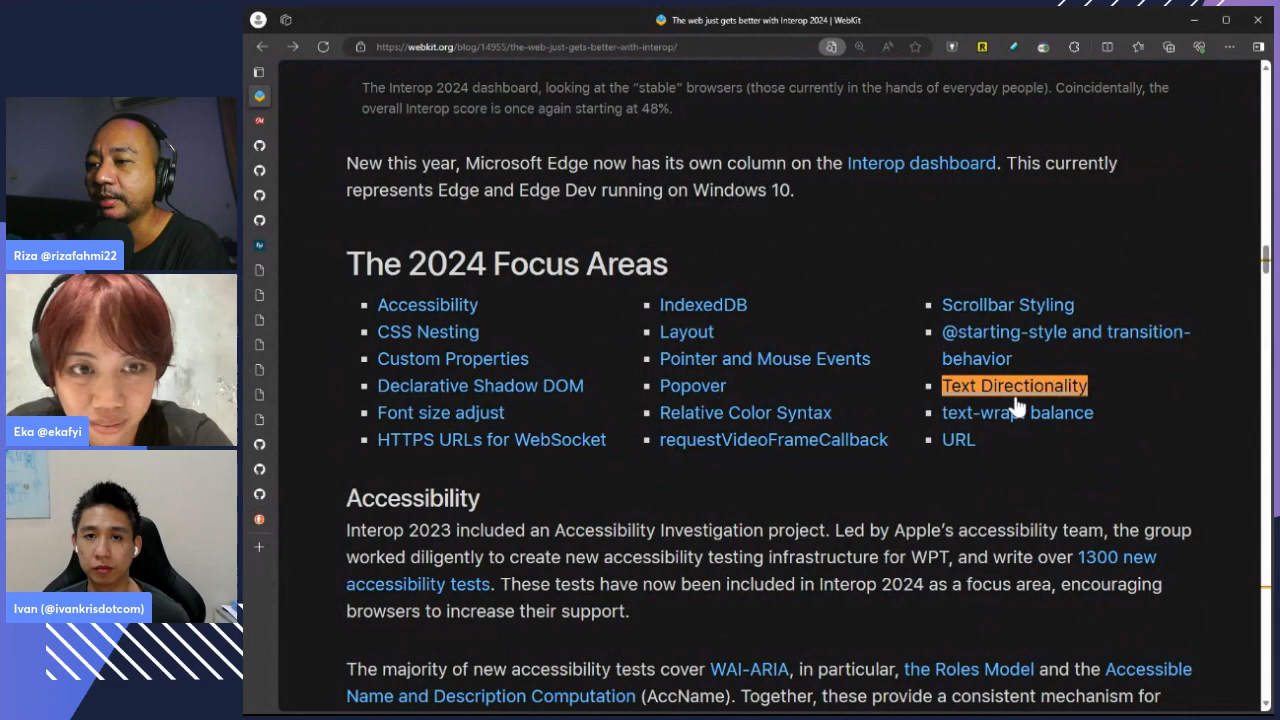 The web just gets better with Interop 2024 | WebKit
https://webkit.org/blog/14955/the-web-just-gets-better-with-interop/
The Interop 2024 dashboard, looking at the “stable” browsers (those currently in the hands of everyday people). Coincidentally, the
overall Interop score is once again starting at 48%.
New this year, Microsoft Edge now has its own column on the Interop dashboard. This currently
represents Edge and Edge Dev running on Windows 10.
The 2024 Focus Areas
Accessibility
CSS Nesting
Custom Properties
Declarative Shadow DOM
Font size adjust
HTTPS URLs for WebSocket
IndexedDB
Layout
Pointer and Mouse Events
Popover
Relative Color Syntax
requestVideoFrameCallback
Scrollbar Styling
@starting-style and transition-
behavior
Text Directionality
text-wrap: balance
URL
Accessibility
Interop 2023 included an Accessibility Investigation project. Led by Apple’s accessibility team, the group
worked diligently to create new accessibility testing infrastructure for WPT, and write over 1300 new
accessibility tests. These tests have now been included in Interop 2024 as a focus area, encouraging
browsers to increase their support.
The majority of new accessibility tests cover WAI-ARIA, in particular, the Roles Model and the Accessible
Name and Description Computation (AccName). Together, these provide a consistent mechanism for
Riza @rizafahmi22
Eka @ekafyi
Ivan (@ivankrisdotcom)